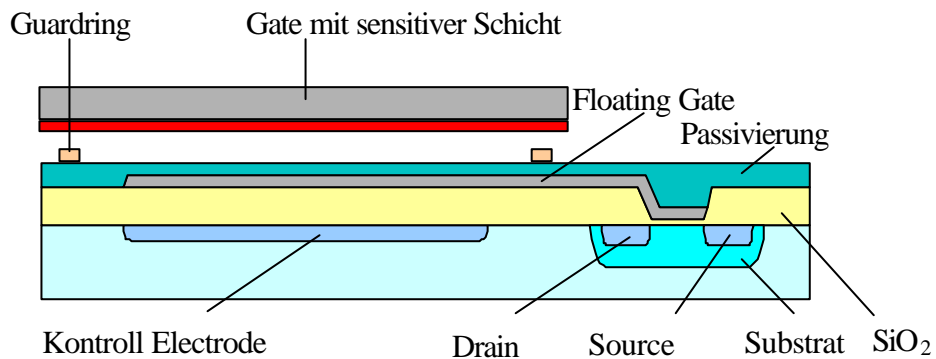 Guardring
Gate mit sensitiver Schicht
Floating Gate
Passivierung
Kontroll Electrode
Drain
Source
Substrat
SiO₂